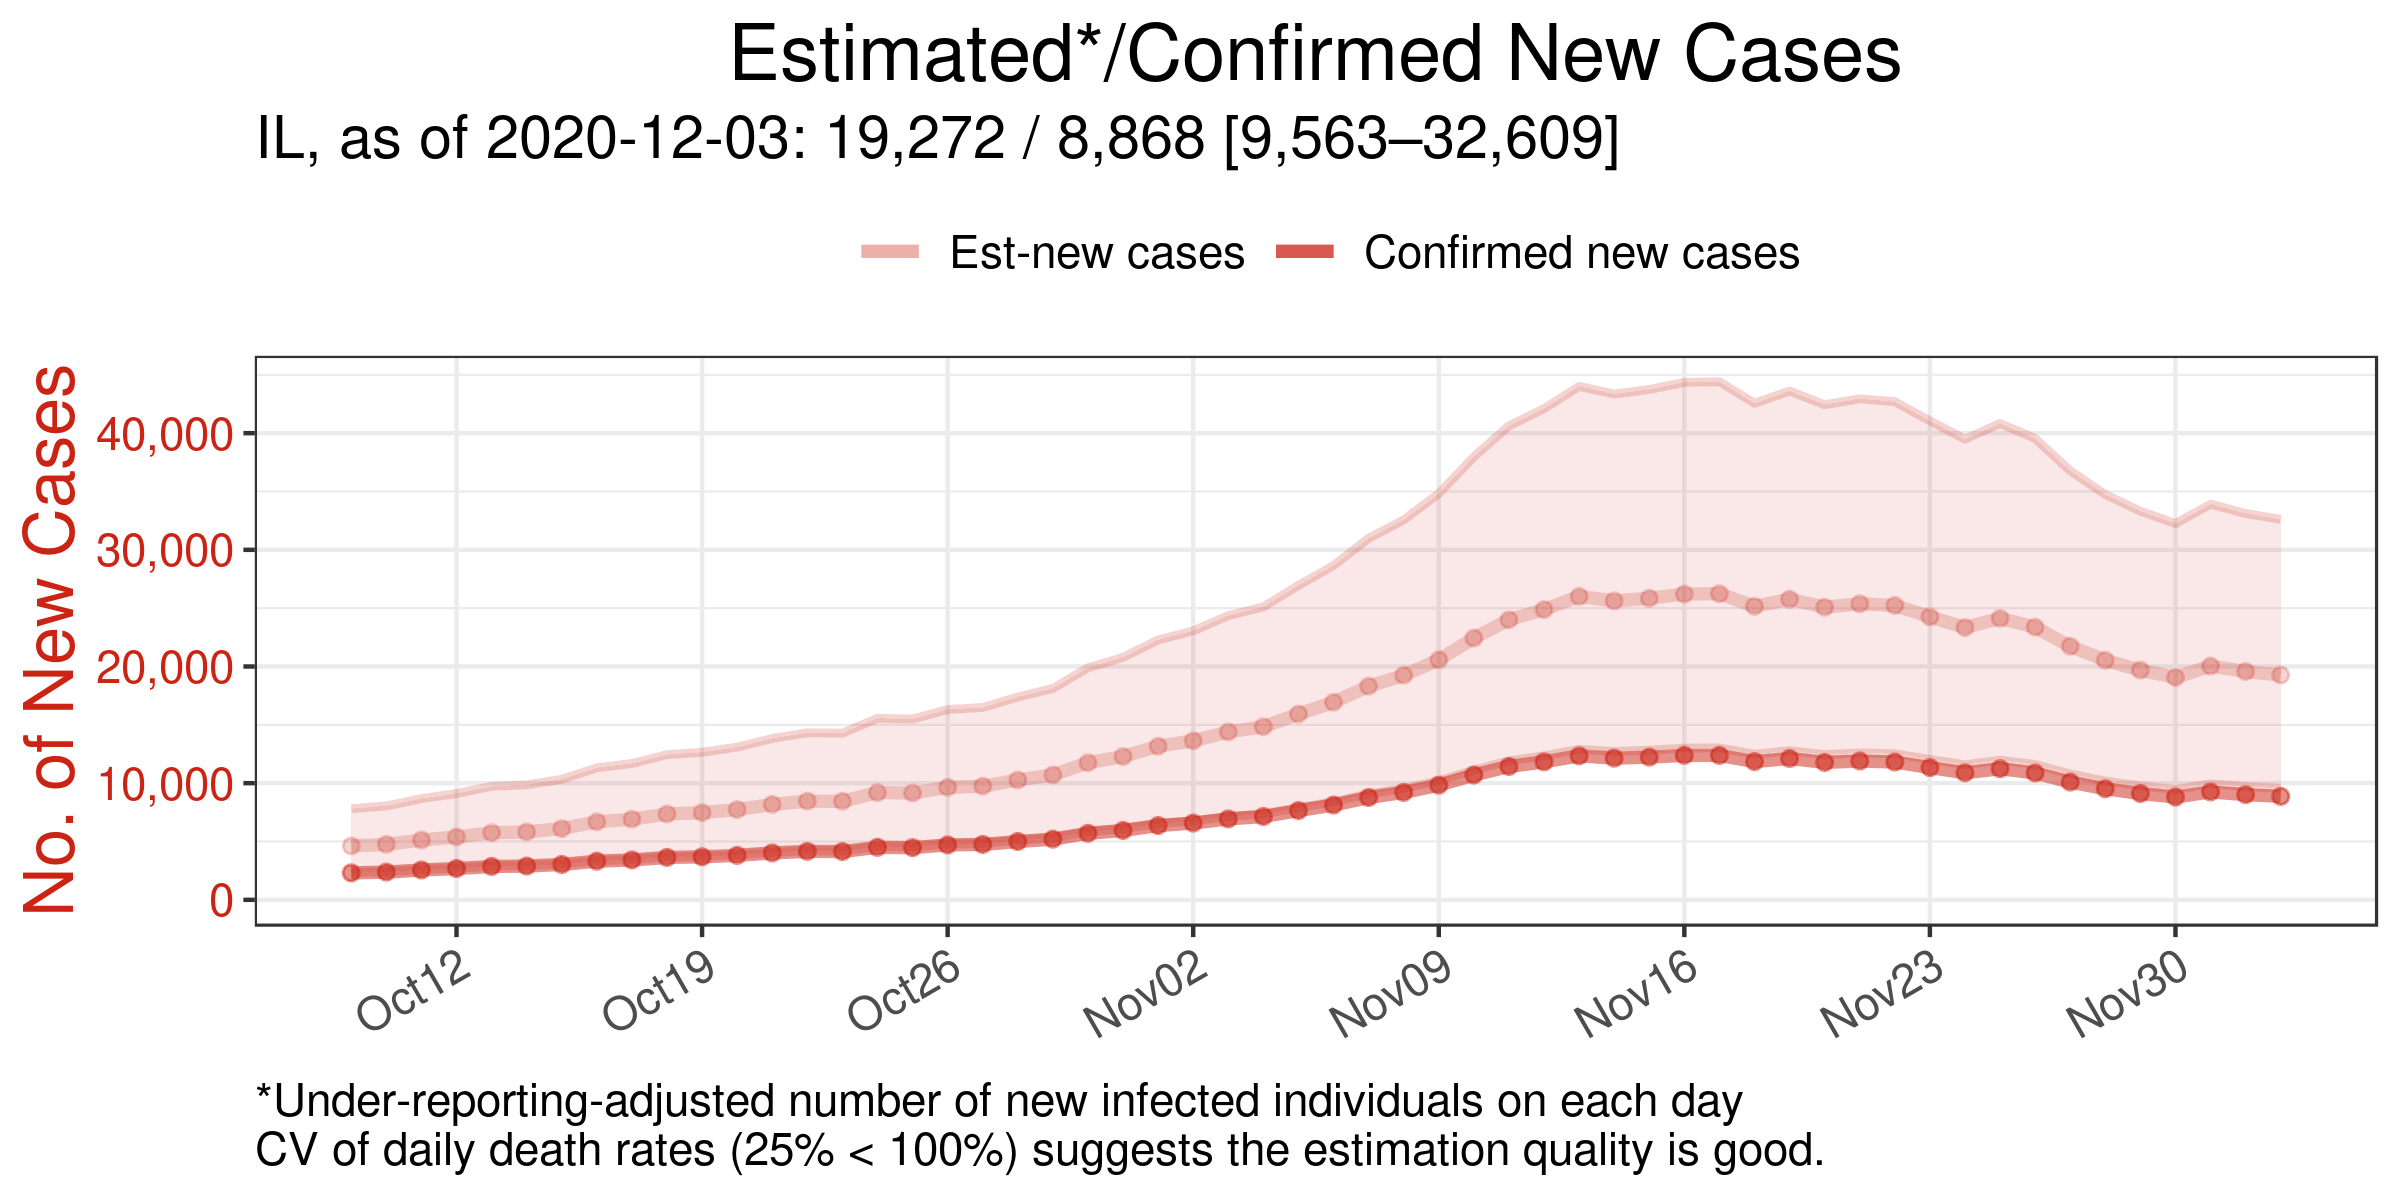 Estimated*/Confirmed New Cases
IL, as of 2020-12-03: 19,272 / 8,868 [9,563–32,609]
Est-new cases
Confirmed new cases
No. of New Cases
40,000
30,000
20,000
10,000
0
Oct12
Oct19
Oct26
Nov02
Nov09
Nov16
Nov23
Nov30
*Under-reporting-adjusted number of new infected individuals on each day
CV of daily death rates (25% < 100%) suggests the estimation quality is good.